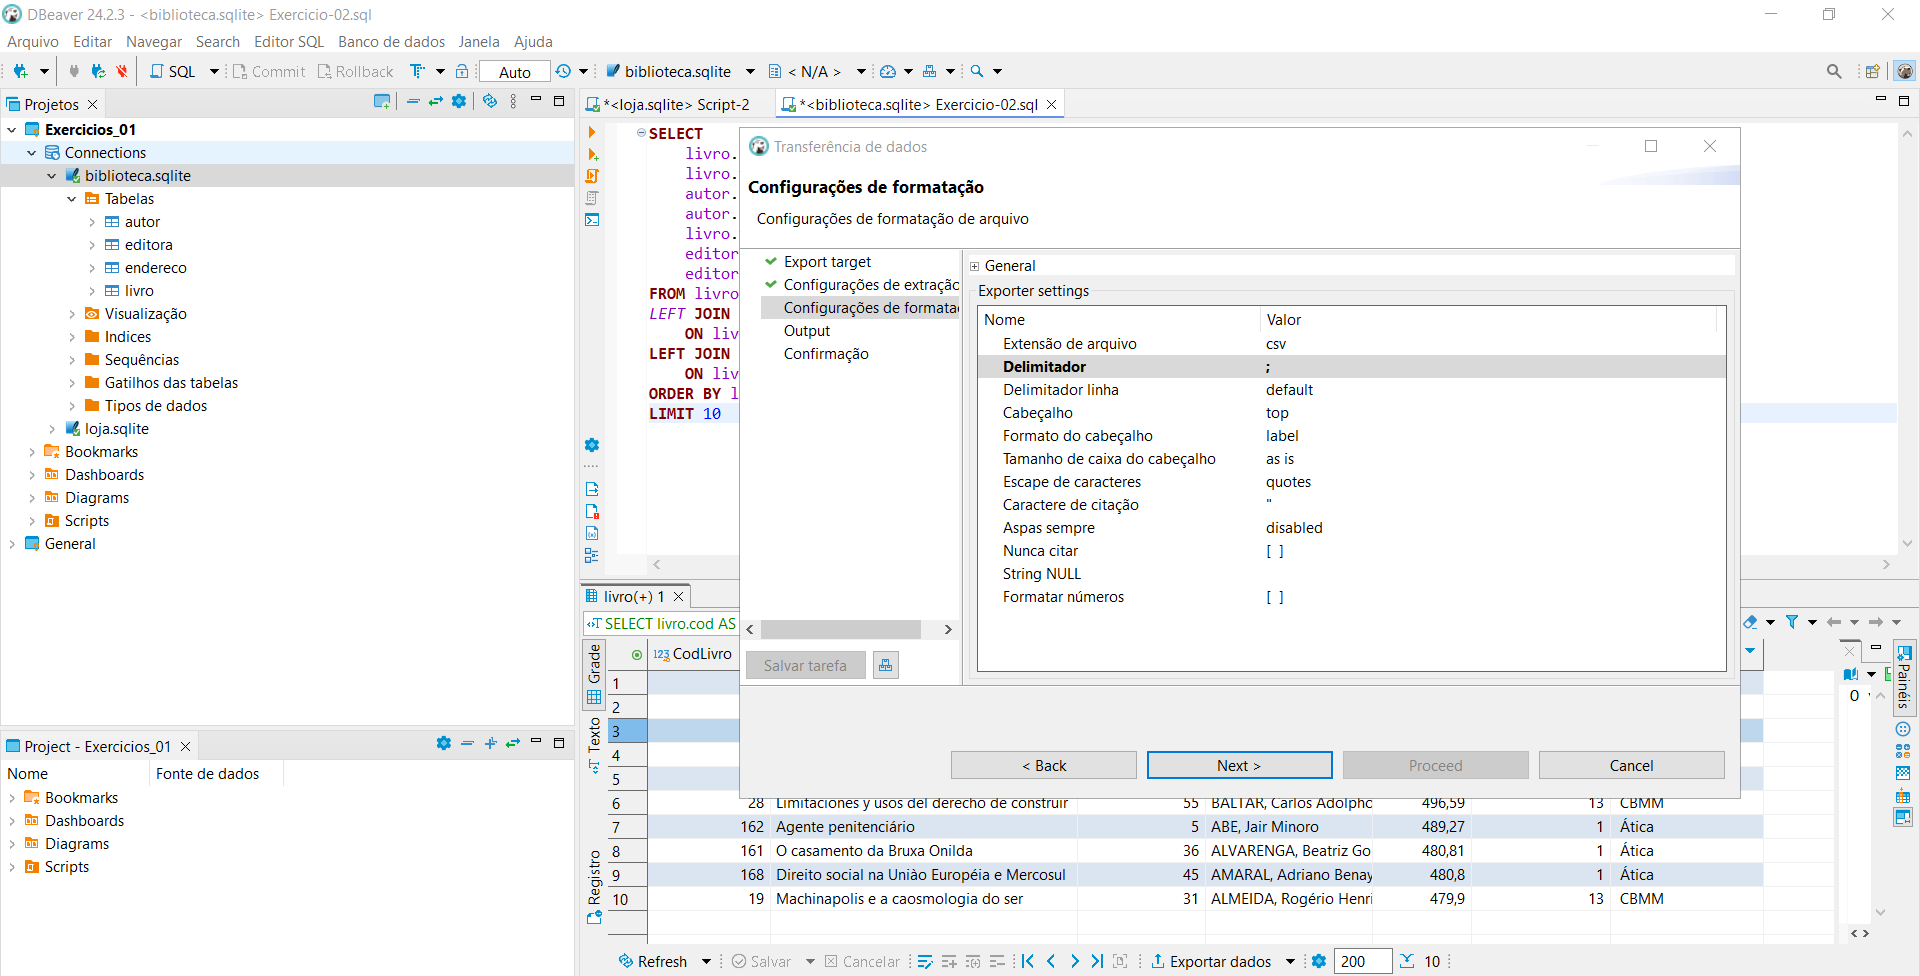 DBeaver 24.2.3 - <biblioteca.sqlite> Exercicio-02.sql
Arquivo Editar Navegar Search Editor SQL Banco de dados Janela Ajuda
SQL Commit Rollback Auto biblioteca.sqlite < N/A >
Projetos
Exercicios_01
Connections
biblioteca.sqlite
Tabelas
autor
editora
endereco
livro
Visualização
Indices
Sequências
Gatilhos das tabelas
Tipos de dados
loja.sqlite
Bookmarks
Dashboards
Diagrams
Scripts
General
Project - Exercicios_01
Nome Fonte de dados
Bookmarks
Dashboards
Diagrams
Scripts
*<loja.sqlite> Script-2 *<biblioteca.sqlite> Exercicio-02.sql
SELECT
livro.
livro.
autor.
autor.
livro.
editor
editor
FROM livro
LEFT JOIN
ON liv
LEFT JOIN
ON liv
ORDER BY l
LIMIT 10
Transferência de dados
Configurações de formatação
Configurações de formatação de arquivo
Export target
Configurações de extração
Configurações de formata
Output
Confirmação
Salvar tarefa
General
Exporter settings
Nome Valor
Extensão de arquivo csv
Delimitador ;
Delimitador linha default
Cabeçalho top
Formato do cabeçalho label
Tamanho de caixa do cabeçalho as is
Escape de caracteres quotes
Caractere de citação "
Aspas sempre disabled
Nunca citar [ ]
String NULL
Formatar números [ ]
< Back Next > Proceed Cancel
livro(+) 1
SELECT livro.cod AS
Grade
Texto
Registro
123 CodLivro
1
2
3
4
5
6 28 Limitaciones y usos del derecho de construir 55 BALTAR, Carlos Adolpho 496,59 13 CBMM
7 162 Agente penitenciário 5 ABE, Jair Minoro 489,27 1 Ática
8 161 O casamento da Bruxa Onilda 36 ALVARENGA, Beatriz Go 480,81 1 Ática
9 168 Direito social na Uniào Européia e Mercosul 45 AMARAL, Adriano Benay 480,8 1 Ática
10 19 Machinapolis e a caosmologia do ser 31 ALMEIDA, Rogério Henri 479,9 13 CBMM
Painéis
0
Refresh Salvar Cancelar Exportar dados 200 10